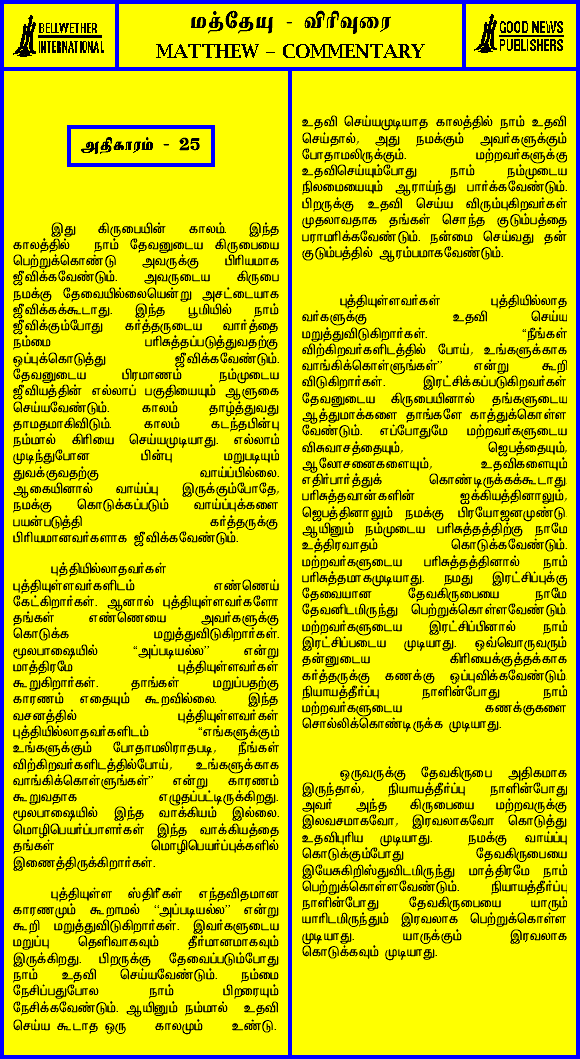 BELLWETHER
INTERNATIONAL
மத்தேயு - விரிவுரை
MATTHEW – COMMENTARY
GOOD NEWS
PUBLISHERS
அதிகாரம் - 25
இது கிருபையின் காலம். இந்த
காலத்தில் நாம் தேவனுடைய கிருபையை
பெற்றுக்கொண்டு அவருக்கு பிரியமாக
ஜீவிக்கவேண்டும். அவருடைய கிருபை
நமக்கு தேவையில்லையென்று அசட்டையாக
ஜீவிக்கக்கூடாது. இந்த பூமியில் நாம்
ஜீவிக்கும்போது கர்த்தருடைய வார்த்தை
நம்மை பரிசுத்தப்படுத்துவதற்கு
ஒப்புக்கொடுத்து ஜீவிக்கவேண்டும்.
தேவனுடைய பிரமாணம் நம்முடைய
ஜீவியத்தின் எல்லாப் பகுதியையும் ஆளுகை
செய்யவேண்டும். காலம் தாழ்த்துவது
தாமதமாகிவிடும். காலம் கடந்தபின்பு
நம்மால் கிரியை செய்யமுடியாது. எல்லாம்
முடிந்துபோன பின்பு மறுபடியும்
துவக்குவதற்கு வாய்ப்பில்லை.
ஆகையினால் வாய்ப்பு இருக்கும்போதே,
நமக்கு கொடுக்கப்படும் வாய்ப்புக்களை
பயன்படுத்தி கர்த்தருக்கு
பிரியமானவர்களாக ஜீவிக்கவேண்டும்.
புத்தியில்லாதவர்கள்
புத்தியுள்ளவர்களிடம் எண்ணெய்
கேட்கிறார்கள். ஆனால் புத்தியுள்ளவர்களோ
தங்கள் எண்ணெயை அவர்களுக்கு
கொடுக்க மறுத்துவிடுகிறார்கள்.
மூலபாஷையில் “அப்படியல்ல” என்று
மாத்திரமே புத்தியுள்ளவர்கள்
கூறுகிறார்கள். தாங்கள் மறுப்பதற்கு
காரணம் எதையும் கூறவில்லை. இந்த
வசனத்தில் புத்தியுள்ளவர்கள்
புத்தியில்லாதவர்களிடம் “எங்களுக்கும்
உங்களுக்கும் போதாமலிராதபடி, நீங்கள்
விற்கிறவர்களிடத்தில்போய், உங்களுக்காக
வாங்கிக்கொள்ளுங்கள்” என்று காரணம்
கூறுவதாக எழுதப்பட்டிருக்கிறது.
மூலபாஷையில் இந்த வாக்கியம் இல்லை.
மொழிபெயர்ப்பாளர்கள் இந்த வாக்கியத்தை
தங்கள் மொழிபெயர்ப்புக்களில்
இணைத்திருக்கிறார்கள்.
புத்தியுள்ள ஸ்திரீகள் எந்தவிதமான
காரணமும் கூறாமல் “அப்படியல்ல” என்று
கூறி மறுத்துவிடுகிறார்கள். இவர்களுடைய
மறுப்பு தெளிவாகவும் தீர்மானமாகவும்
இருக்கிறது. பிறருக்கு தேவைப்படும்போது
நாம் உதவி செய்யவேண்டும். நம்மை
நேசிப்பதுபோல நாம் பிறரையும்
நேசிக்கவேண்டும். ஆயினும் நம்மால் உதவி
செய்ய கூடாத ஒரு காலமும் உண்டு.
உதவி செய்யமுடியாத காலத்தில் நாம் உதவி
செய்தால், அது நமக்கும் அவர்களுக்கும்
போதாமலிருக்கும். மற்றவர்களுக்கு
உதவிசெய்யும்போது நாம் நம்முடைய
நிலமையையும் ஆராய்ந்து பார்க்கவேண்டும்.
பிறருக்கு உதவி செய்ய விரும்புகிறவர்கள்
முதலாவதாக தங்கள் சொந்த குடும்பத்தை
பராமரிக்கவேண்டும். நன்மை செய்வது தன்
குடும்பத்தில் ஆரம்பமாகவேண்டும்.
புத்தியுள்ளவர்கள் புத்தியில்லாத
வர்களுக்கு உதவி செய்ய
மறுத்துவிடுகிறார்கள். “நீங்கள்
விற்கிறவர்களிடத்தில் போய், உங்களுக்காக
வாங்கிக்கொள்ளுங்கள்” என்று கூறி
விடுகிறார்கள். இரட்சிக்கப்படுகிறவர்கள்
தேவனுடைய கிருபையினால் தங்களுடைய
ஆத்துமாக்களை தாங்களே காத்துக்கொள்ள
வேண்டும். எப்போதுமே மற்றவர்களுடைய
விசுவாசத்தையும், ஜெபத்தையும்,
ஆலோசனைகளையும், உதவிகளையும்
எதிர்பார்த்துக் கொண்டிருக்கக்கூடாது
பரிசுத்தவான்களின் ஐக்கியத்தினாலும்,
ஜெபத்தினாலும் நமக்கு பிரயோஜனமுண்டு.
ஆயினும் நம்முடைய பரிசுத்தத்திற்கு நாமே
உத்திரவாதம் கொடுக்கவேண்டும்.
மற்றவர்களுடைய பரிசுத்தத்தினால் நாம்
பரிசுத்தமாகமுடியாது. நமது இரட்சிப்புக்கு
தேவையான தேவகிருபையை நாமே
தேவனிடமிருந்து பெற்றுக்கொள்ளவேண்டும்.
மற்றவர்களுடைய இரட்சிப்பினால் நாம்
இரட்சிப்படைய முடியாது. ஒவ்வொருவரும்
தன்னுடைய கிரியைக்குத்தக்காக
கர்த்தருக்கு கணக்கு ஒப்புவிக்கவேண்டும்.
நியாயத்தீர்ப்பு நாளின்போது நாம்
மற்றவர்களுடைய கணக்குகளை
சொல்லிக்கொண்டிருக்க முடியாது.
ஒருவருக்கு தேவகிருபை அதிகமாக
இருந்தால், நியாயத்தீர்ப்பு நாளின்போது
அவர் அந்த கிருபையை மற்றவருக்கு
இலவசமாகவோ, இரவலாகவோ கொடுத்து
உதவிபுரிய முடியாது. நமக்கு வாய்ப்பு
கொடுக்கும்போது தேவகிருபையை
இயேசுகிறிஸ்துவிடமிருந்து மாத்திரமே நாம்
பெற்றுக்கொள்ளவேண்டும். நியாயத்தீர்ப்பு
நாளின்போது தேவகிருபையை யாரும்
யாரிடமிருந்தும் இரவலாக பெற்றுக்கொள்ள
முடியாது. யாருக்கும் இரவலாக
கொடுக்கவும் முடியாது.